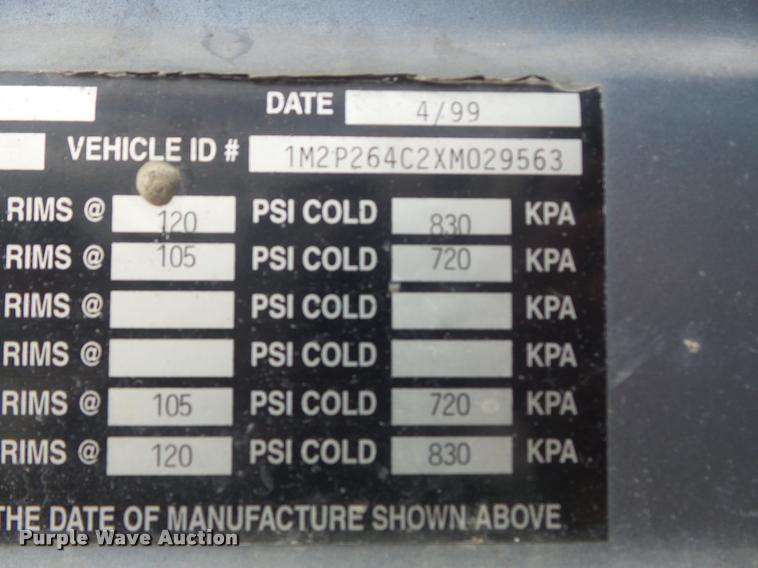 DATE 4/99
VEHICLE ID # 1M2P264C2XM029563
RIMS @ 120 PSI COLD 830 KPA
RIMS @ 105 PSI COLD 720 KPA
RIMS @ PSI COLD KPA
RIMS @ PSI COLD KPA
RIMS @ 105 PSI COLD 720 KPA
RIMS @ 120 PSI COLD 830 KPA
THE DATE OF MANUFACTURE SHOWN ABOVE
Purple Wave Auction